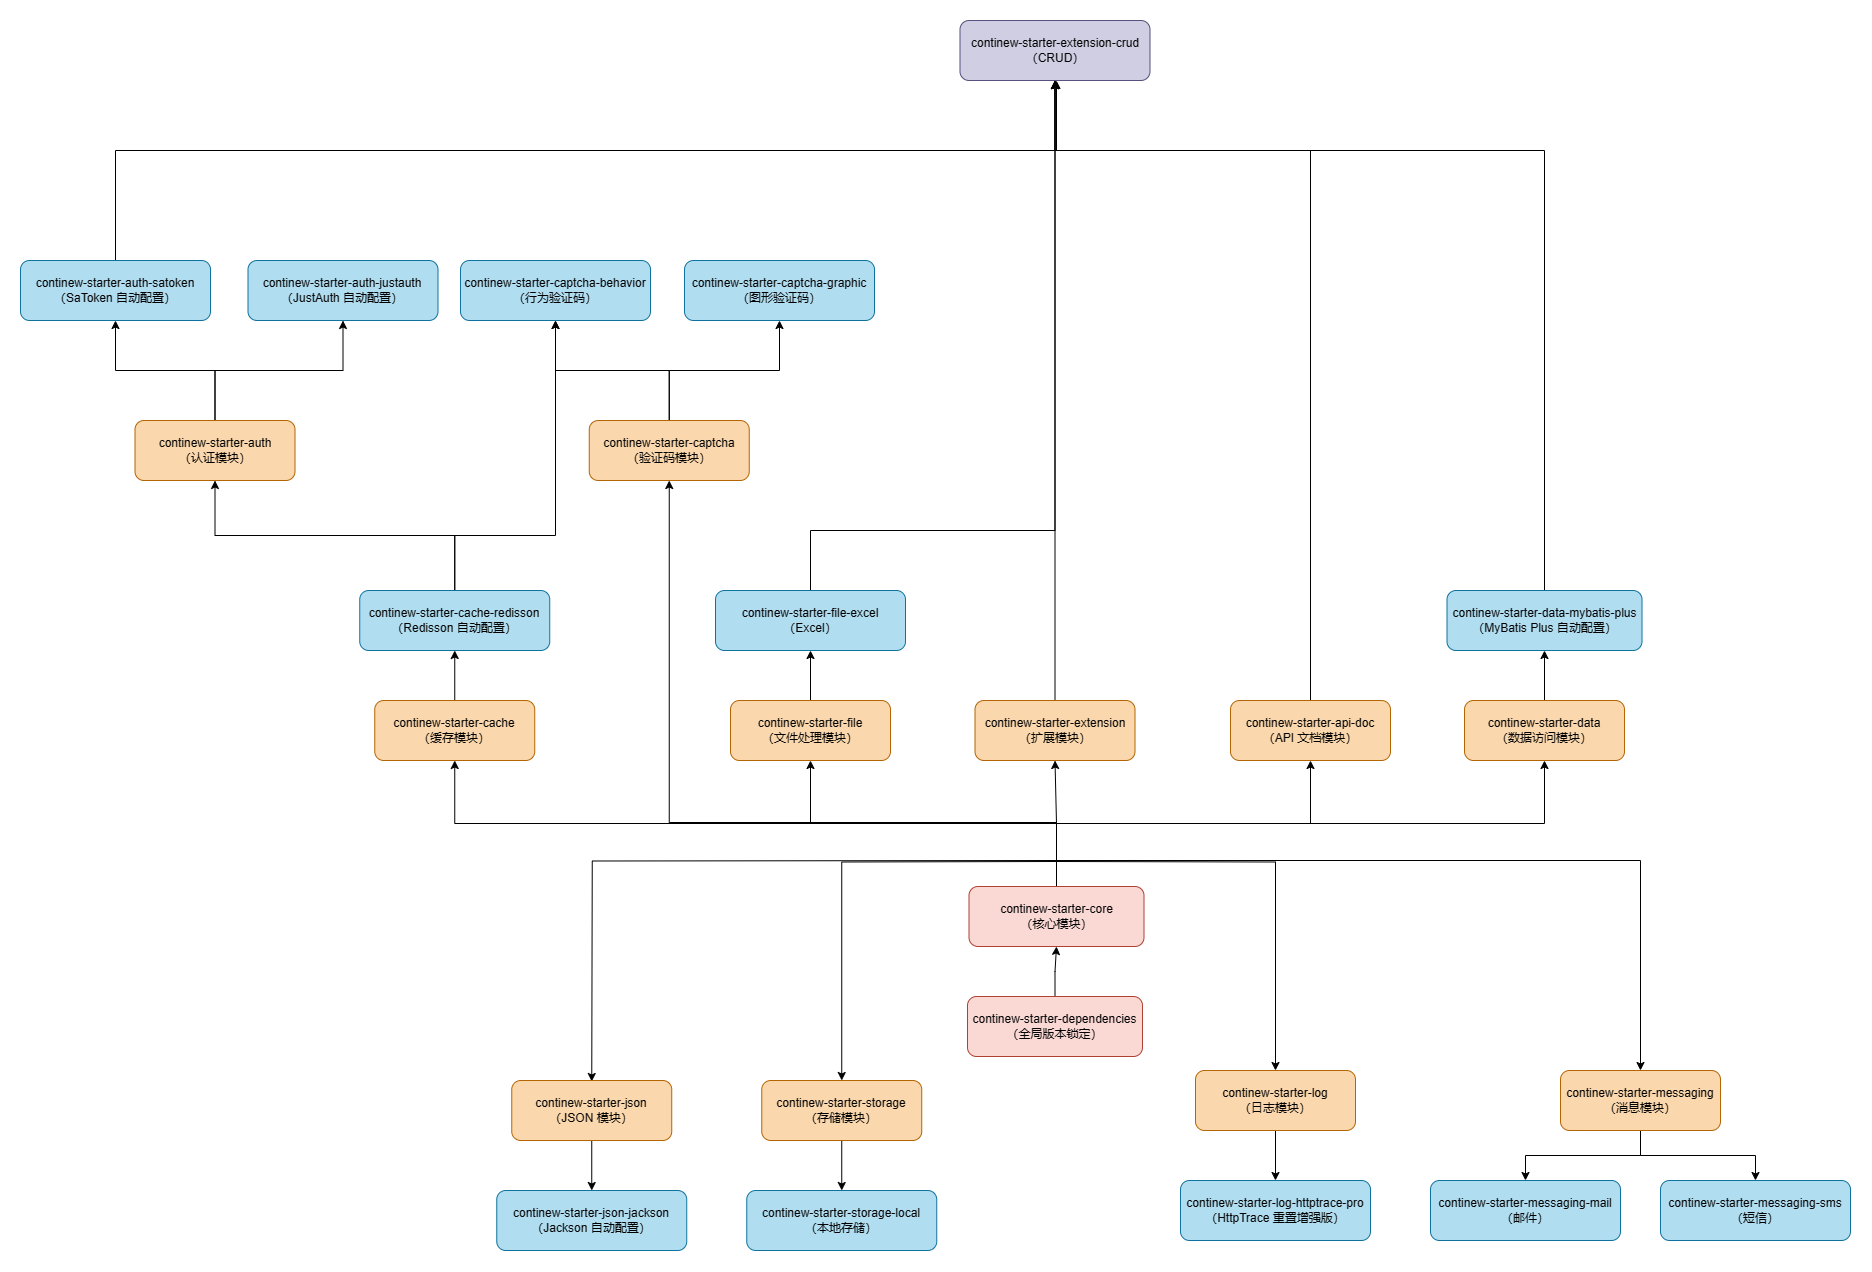 continew-starter-extension-crud
（CRUD）
continew-starter-auth-satoken
（SaToken 自动配置）
continew-starter-auth-justauth
（JustAuth 自动配置）
continew-starter-captcha-behavior
（行为验证码）
continew-starter-captcha-graphic
（图形验证码）
continew-starter-auth
（认证模块）
continew-starter-captcha
（验证码模块）
continew-starter-cache-redisson
（Redisson 自动配置）
continew-starter-file-excel
（Excel）
continew-starter-data-mybatis-plus
（MyBatis Plus 自动配置）
continew-starter-cache
（缓存模块）
continew-starter-file
（文件处理模块）
continew-starter-extension
（扩展模块）
continew-starter-api-doc
（API 文档模块）
continew-starter-data
（数据访问模块）
continew-starter-core
（核心模块）
continew-starter-dependencies
（全局版本锁定）
continew-starter-json
（JSON 模块）
continew-starter-storage
（存储模块）
continew-starter-log
（日志模块）
continew-starter-messaging
（消息模块）
continew-starter-json-jackson
（Jackson 自动配置）
continew-starter-storage-local
（本地存储）
continew-starter-log-httptrace-pro
（HttpTrace 重置增强版）
continew-starter-messaging-mail
（邮件）
continew-starter-messaging-sms
（短信）